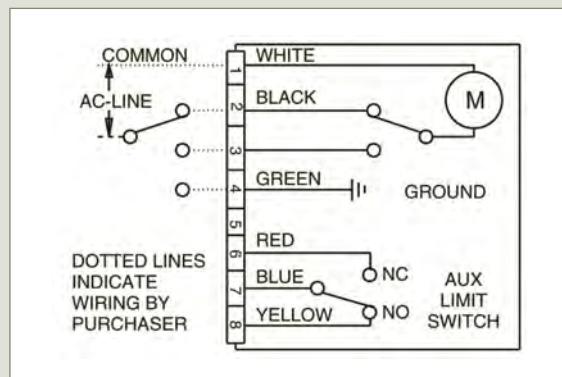 COMMON
WHITE
1
M
AC-LINE
BLACK
2
3
GREEN
4
GROUND
5
RED
6
DOTTED LINES
INDICATE
WIRING BY
PURCHASER
NC
BLUE
7
AUX
LIMIT
SWITCH
YELLOW
NO
8